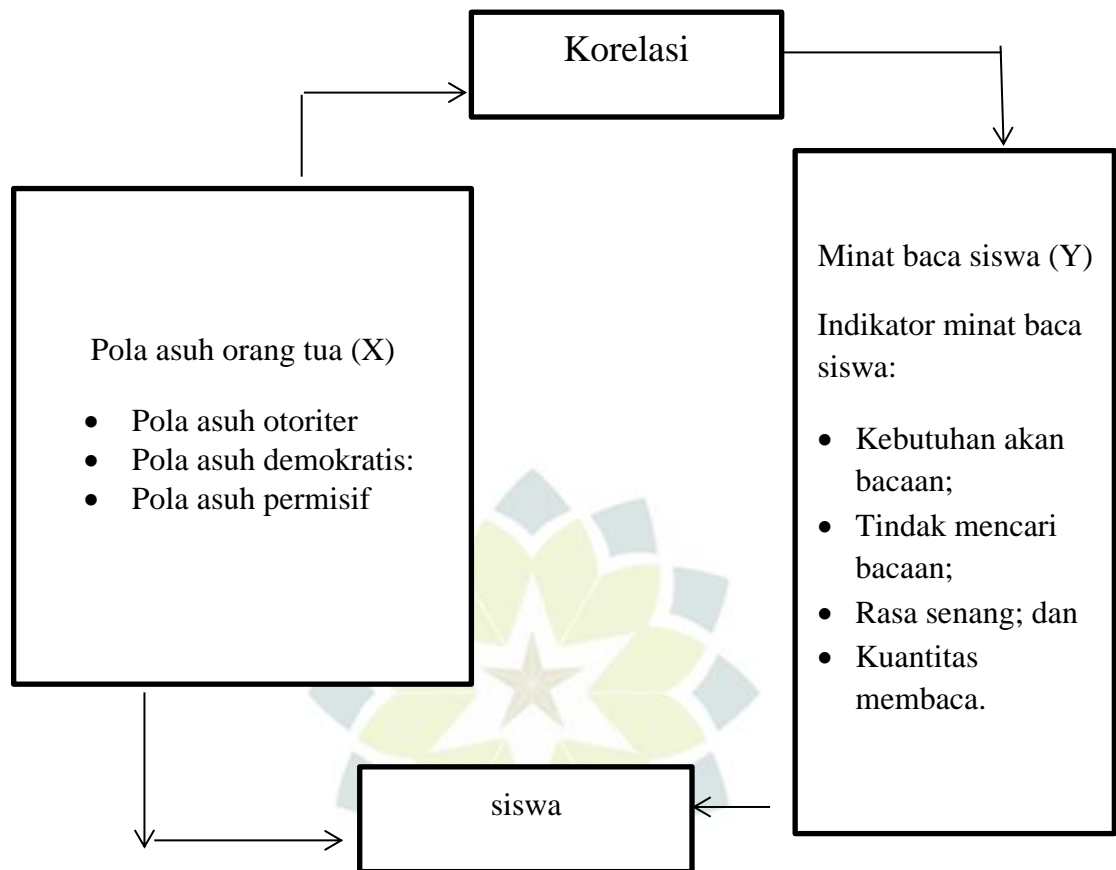 Korelasi
Pola asuh orang tua (X)
• Pola asuh otoriter
• Pola asuh demokratis:
• Pola asuh permisif
Minat baca siswa (Y)
Indikator minat baca
siswa:
• Kebutuhan akan
bacaan;
• Tindak mencari
bacaan;
• Rasa senang; dan
• Kuantitas
membaca.
siswa